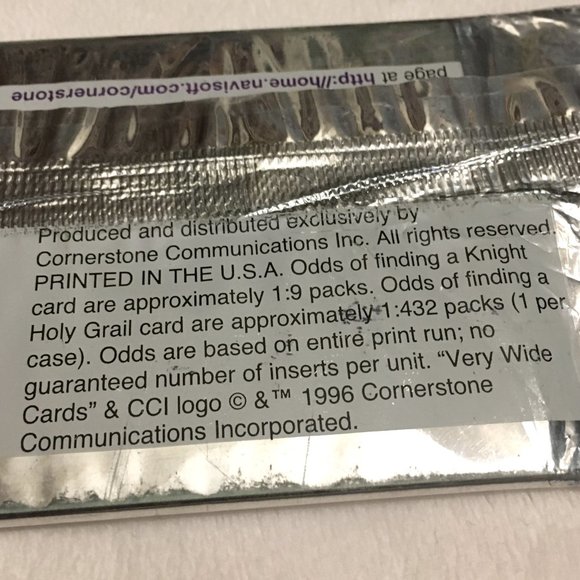 page at http://home.navisoft.com/cornerstone
Produced and distributed exclusively by
Cornerstone Communications Inc. All rights reserved.
PRINTED IN THE U.S.A. Odds of finding a Knight
card are approximately 1:9 packs. Odds of finding a
Holy Grail card are approximately 1:432 packs (1 per
case). Odds are based on entire print run; no
guaranteed number of inserts per unit. “Very Wide
Cards” & CCI logo © &™ 1996 Cornerstone
Communications Incorporated.